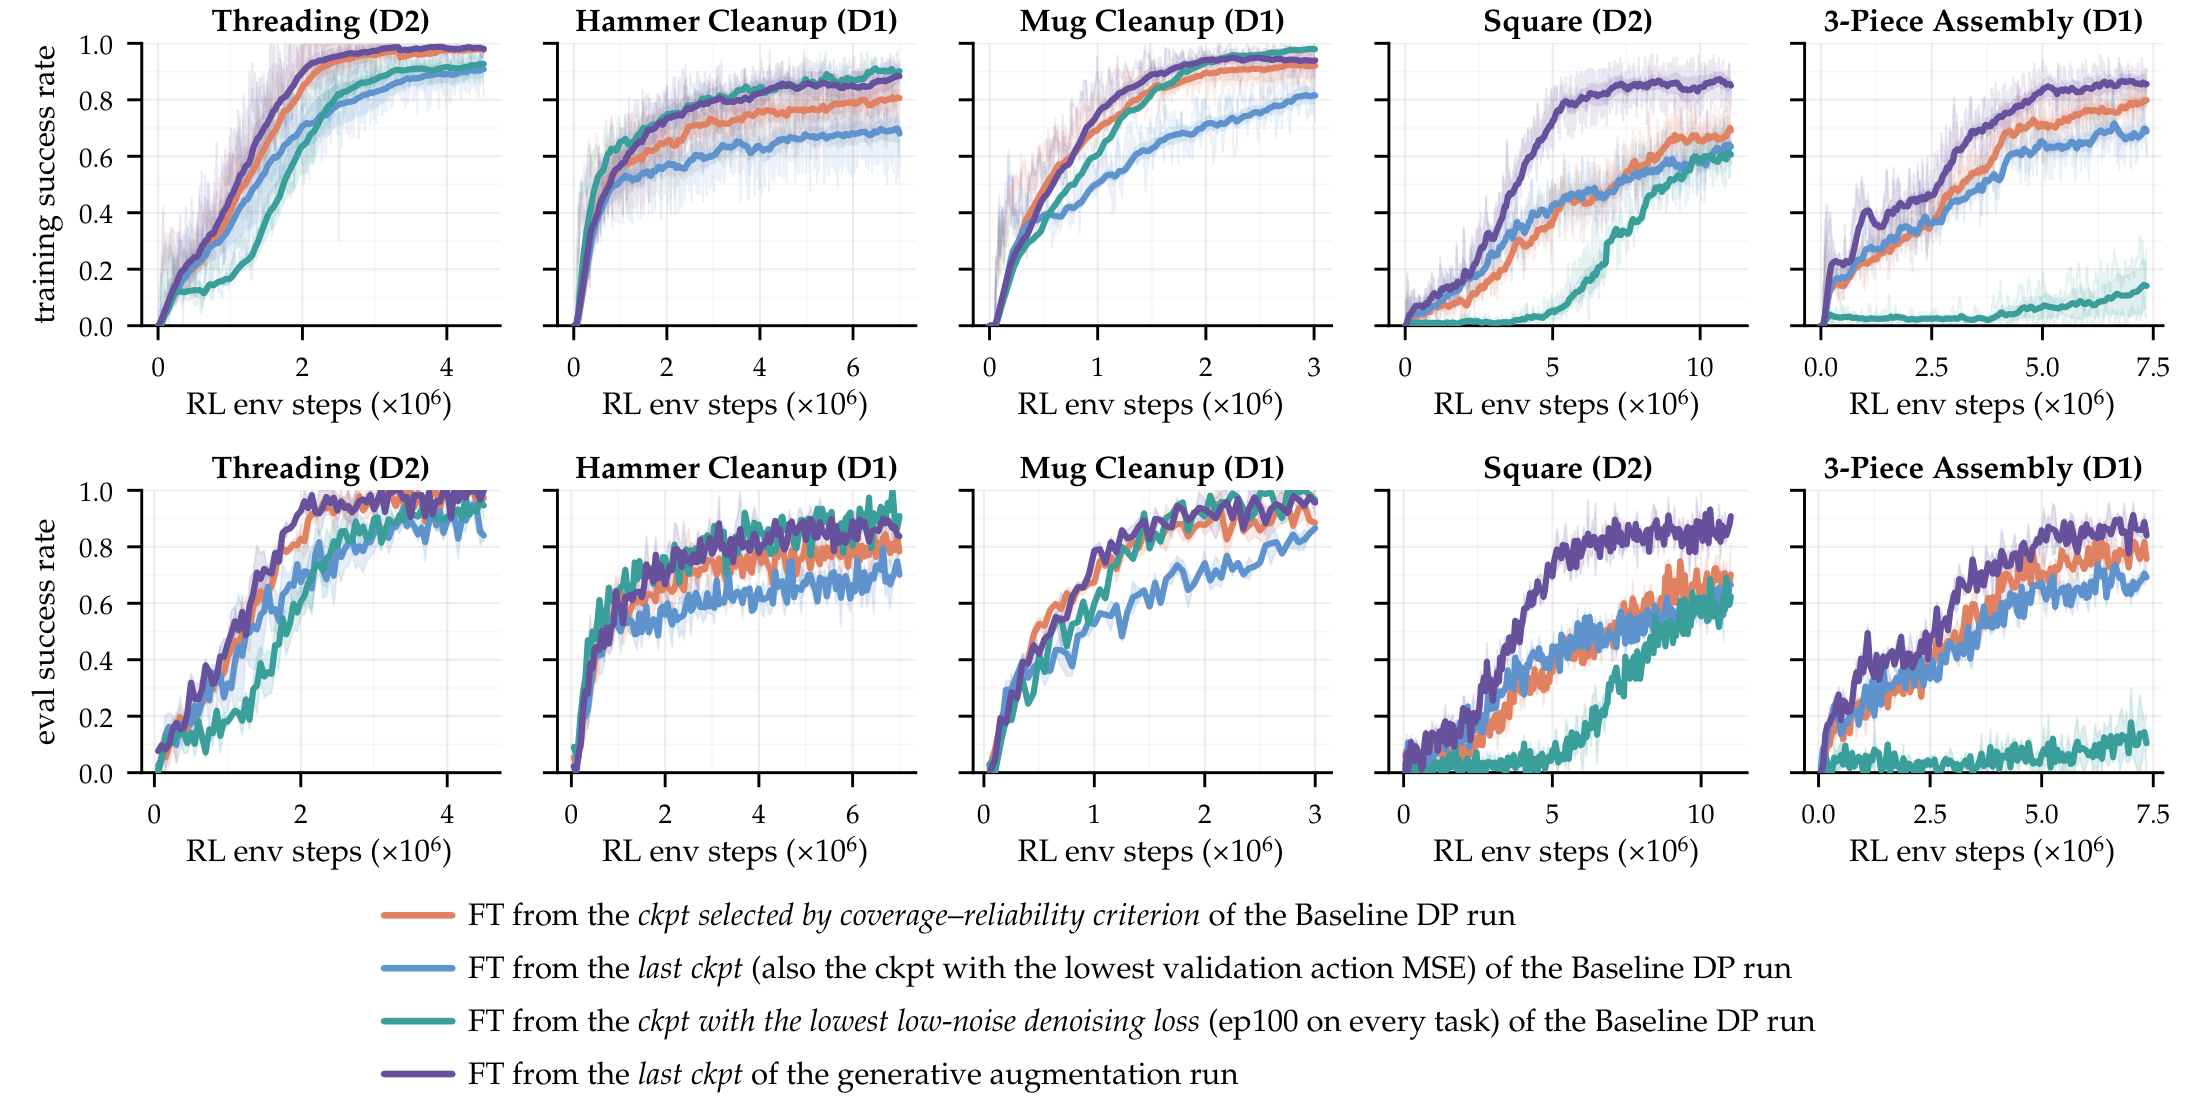 Threading (D2)
Hammer Cleanup (D1)
Mug Cleanup (D1)
Square (D2)
3-Piece Assembly (D1)
training success rate
1.0
0.8
0.6
0.4
0.2
0.0
0 2 4
0 2 4 6
0 1 2 3
0 5 10
0.0 2.5 5.0 7.5
RL env steps (×10⁶)
RL env steps (×10⁶)
RL env steps (×10⁶)
RL env steps (×10⁶)
RL env steps (×10⁶)
Threading (D2)
Hammer Cleanup (D1)
Mug Cleanup (D1)
Square (D2)
3-Piece Assembly (D1)
eval success rate
1.0
0.8
0.6
0.4
0.2
0.0
0 2 4
0 2 4 6
0 1 2 3
0 5 10
0.0 2.5 5.0 7.5
RL env steps (×10⁶)
RL env steps (×10⁶)
RL env steps (×10⁶)
RL env steps (×10⁶)
RL env steps (×10⁶)
FT from the ckpt selected by coverage–reliability criterion of the Baseline DP run
FT from the last ckpt (also the ckpt with the lowest validation action MSE) of the Baseline DP run
FT from the ckpt with the lowest low-noise denoising loss (ep100 on every task) of the Baseline DP run
FT from the last ckpt of the generative augmentation run